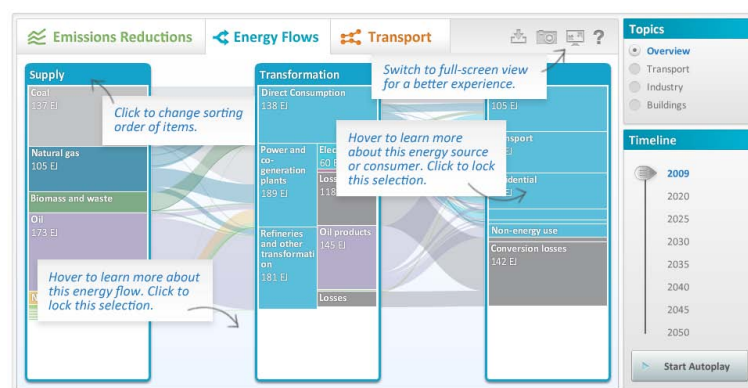 Emissions Reductions
Energy Flows
Transport
?
Supply
Coal
137 EJ
Natural gas
105 EJ
Biomass and waste
Oil
173 EJ
Click to change sorting
order of items.
Hover to learn more about
this energy flow. Click to
lock this selection.
Transformation
Direct Consumption
138 EJ
Power and
co-
generation
plants
189 EJ
118
Refineries
and other
transformati
on
181 EJ
Oil products
145 EJ
Losses
Switch to full-screen view
for a better experience.
Hover to learn more
about this energy source
or consumer. Click to lock
this selection.
105 EJ
Non-energy use
Conversion losses
142 EJ
Topics
Overview
Transport
Industry
Buildings
Timeline
2009
2020
2025
2030
2035
2040
2045
2050
Start Autoplay